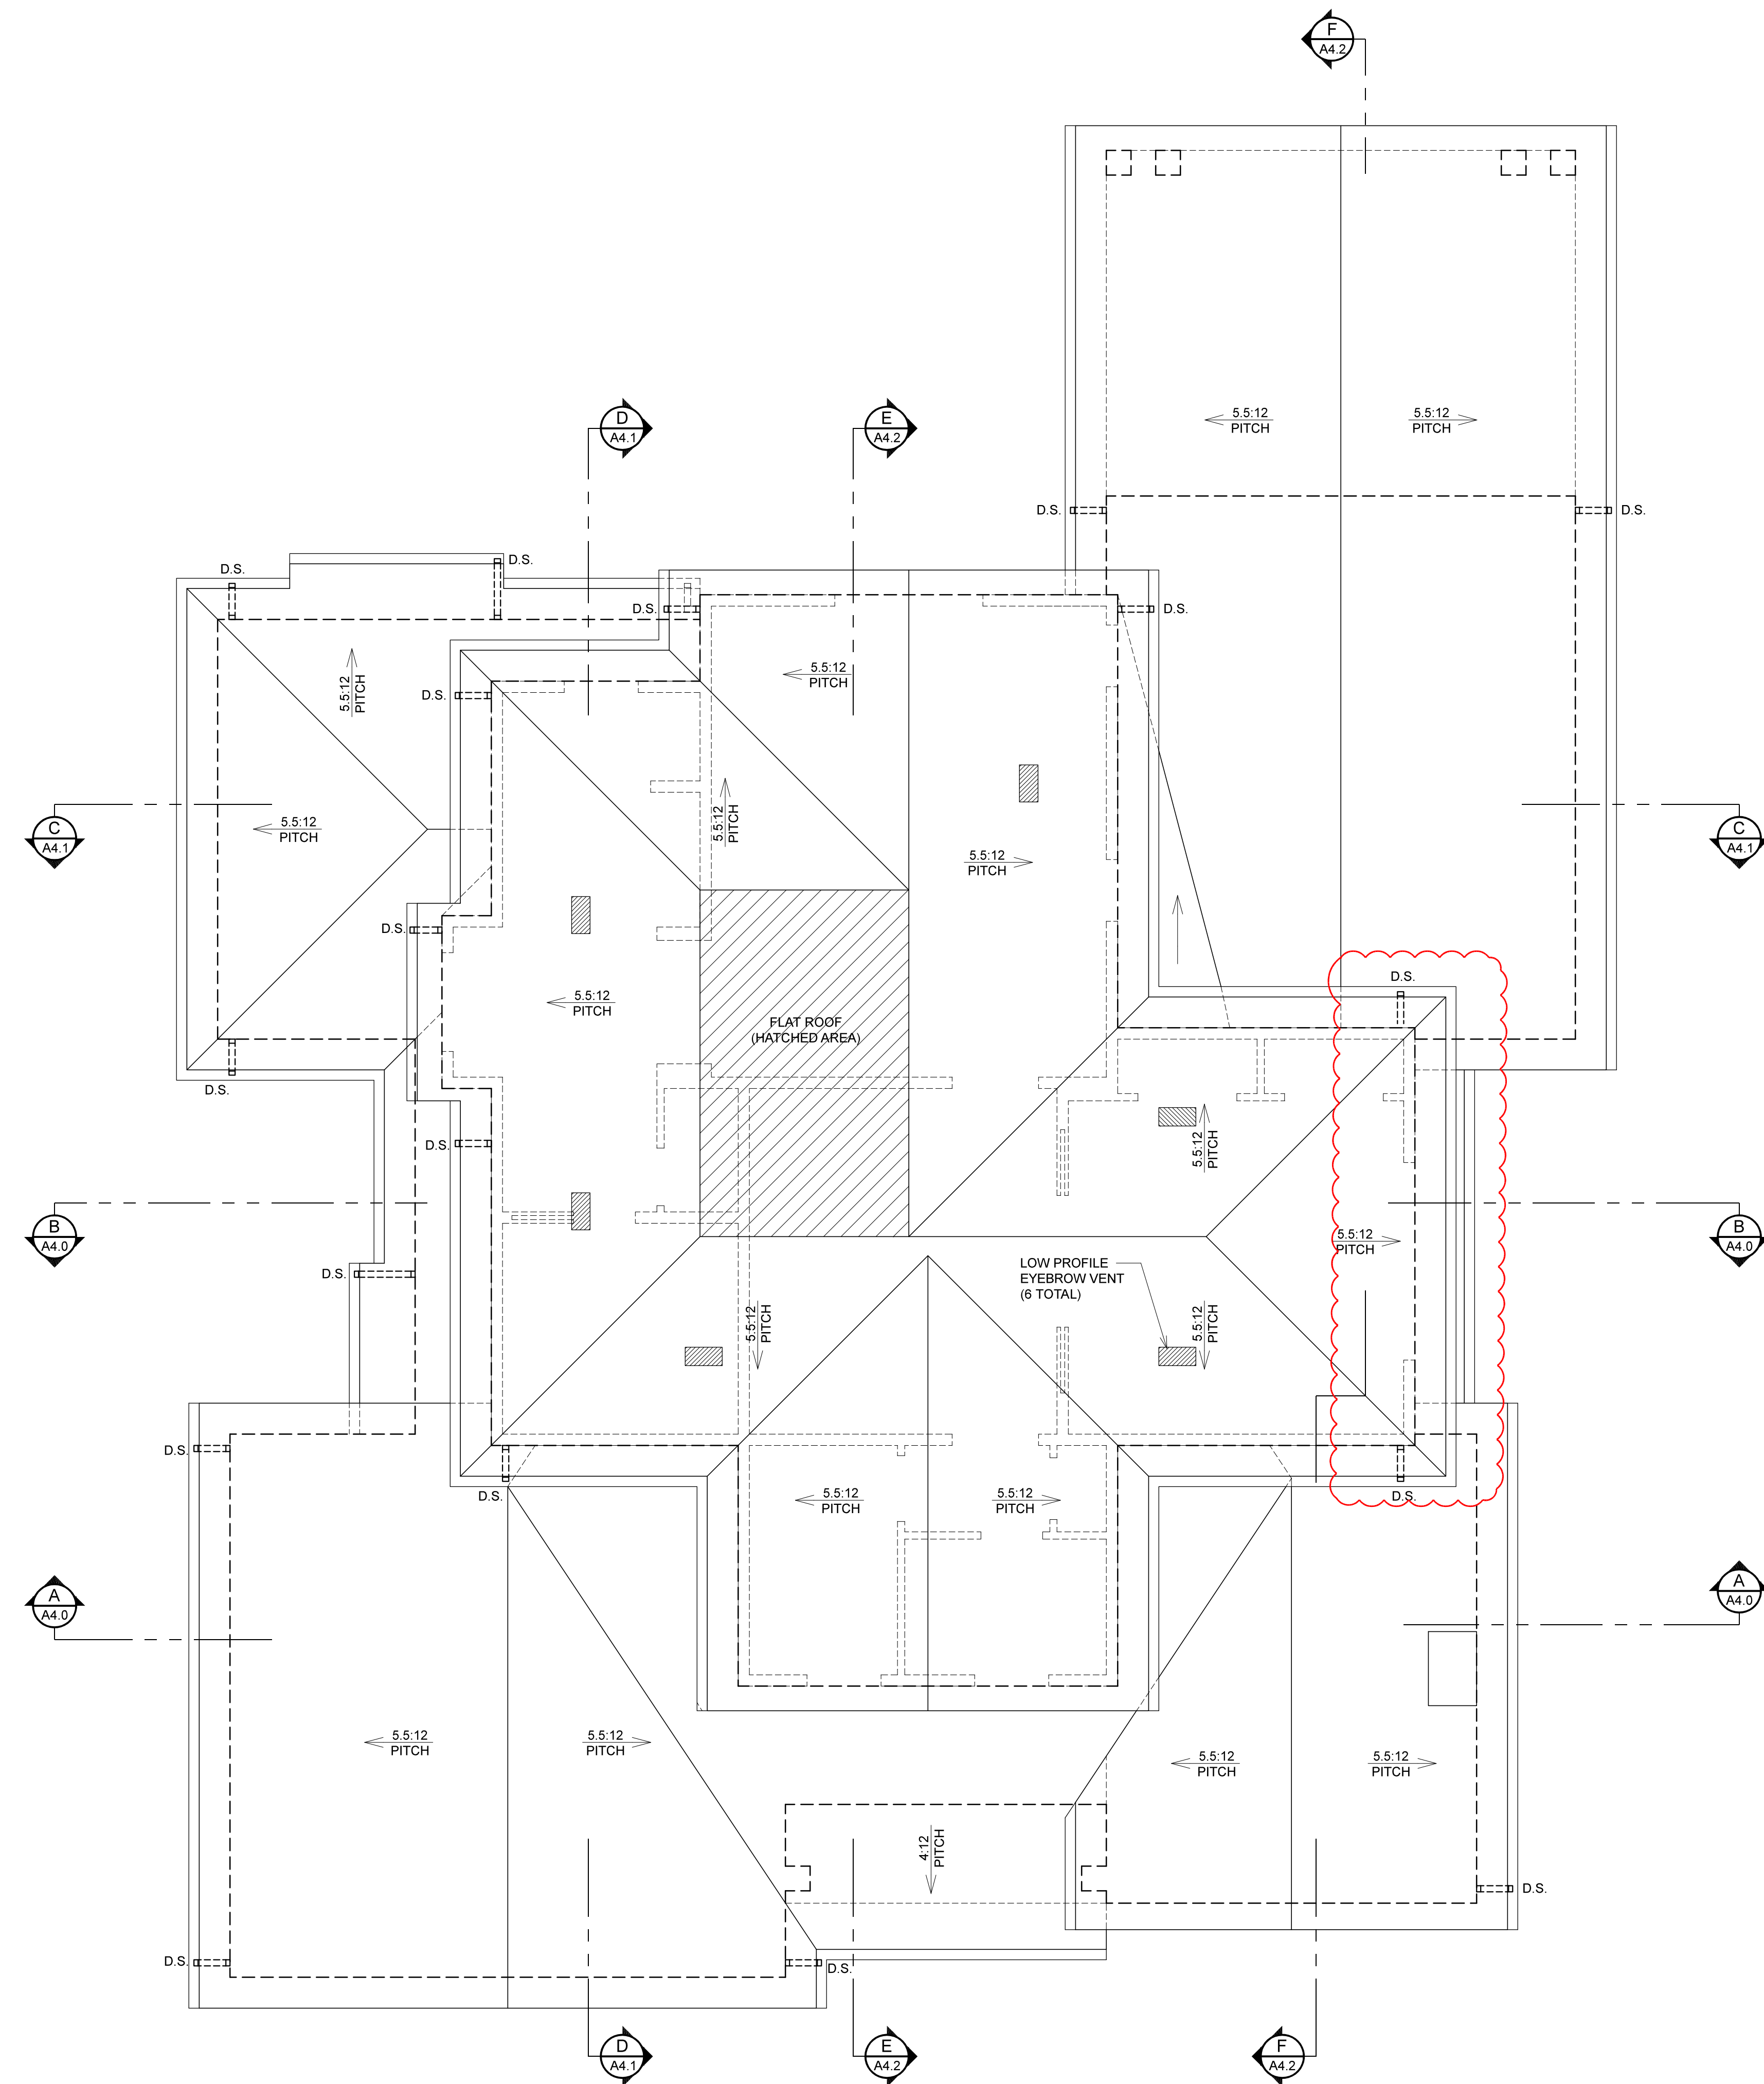 F
A4.2
5.5:12
PITCH
5.5:12
PITCH
D
A4.1
E
A4.2
D.S.
D.S.
D.S.
D.S.
D.S.
D.S.
5.5:12
PITCH
5.5:12
PITCH
D.S.
5.5:12
PITCH
C
A4.1
5.5:12
PITCH
5.5:12
PITCH
C
A4.1
D.S.
D.S.
5.5:12
PITCH
FLAT ROOF
(HATCHED AREA)
D.S.
D.S.
5.5:12
PITCH
B
A4.0
5.5:12
PITCH
B
A4.0
D.S.
LOW PROFILE
EYEBROW VENT
(6 TOTAL)
5.5:12
PITCH
5.5:12
PITCH
D.S.
D.S.
D.S.
5.5:12
PITCH
5.5:12
PITCH
A
A4.0
A
A4.0
5.5:12
PITCH
5.5:12
PITCH
5.5:12
PITCH
5.5:12
PITCH
4:12
PITCH
D.S.
D.S.
D.S.
D
A4.1
E
A4.2
F
A4.2